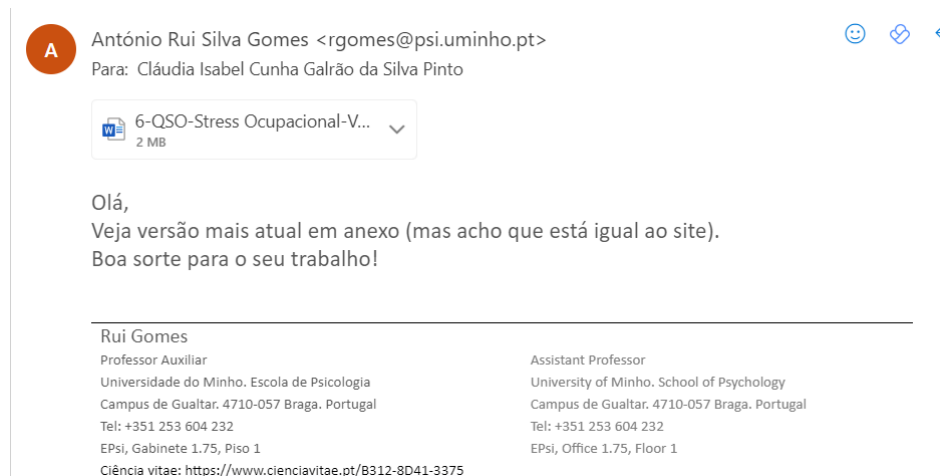 A
António Rui Silva Gomes <rgomes@psi.uminho.pt>
Para: Cláudia Isabel Cunha Galrão da Silva Pinto
6-QSO-Stress Ocupacional-V...
2 MB
Olá,
Veja versão mais atual em anexo (mas acho que está igual ao site).
Boa sorte para o seu trabalho!
Rui Gomes
Professor Auxiliar
Universidade do Minho. Escola de Psicologia
Campus de Gualtar. 4710-057 Braga. Portugal
Tel: +351 253 604 232
EPsi, Gabinete 1.75, Piso 1
Ciência vitae: https://www.cienciavitae.pt/B312-8D41-3375
Assistant Professor
University of Minho. School of Psychology
Campus of Gualtar. 4710-057 Braga. Portugal
Tel: +351 253 604 232
EPsi, Office 1.75, Floor 1